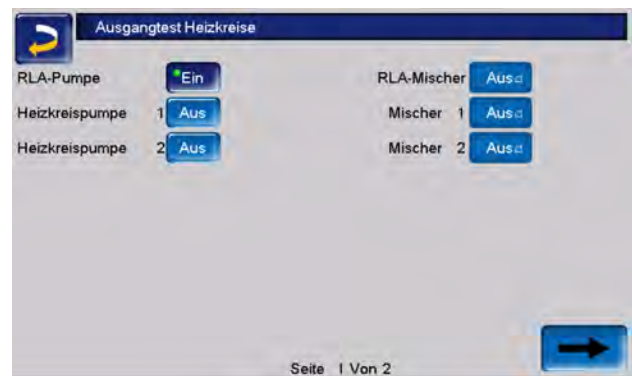 Ausgangtest Heizkreise
RLA-Pumpe Ein RLA-Mischer Aus
Heizkreispumpe 1 Aus Mischer 1 Aus
Heizkreispumpe 2 Aus Mischer 2 Aus
Seite 1 Von 2